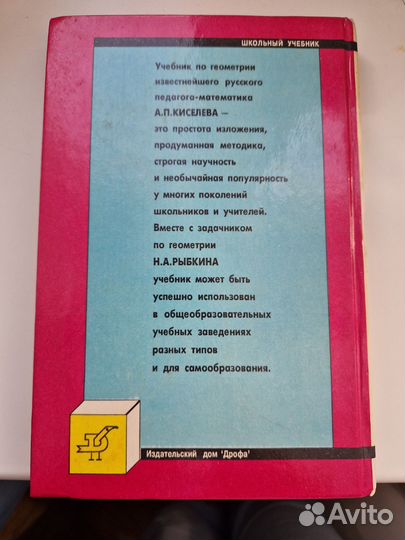 ШКОЛЬНЫЙ УЧЕБНИК
Учебник по геометрии
известнейшего русского
педагога-математика
А.П.КИСЕЛЕВА –
это простота изложения,
продуманная методика,
строгая научность
и необычайная популярность
у многих поколений
школьников и учителей.
Вместе с задачником
по геометрии
Н.А.РЫБКИНА
учебник может быть
успешно использован
в общеобразовательных
учебных заведениях
разных типов
и для самообразования.
Издательский дом 'Дрофа'
Avito